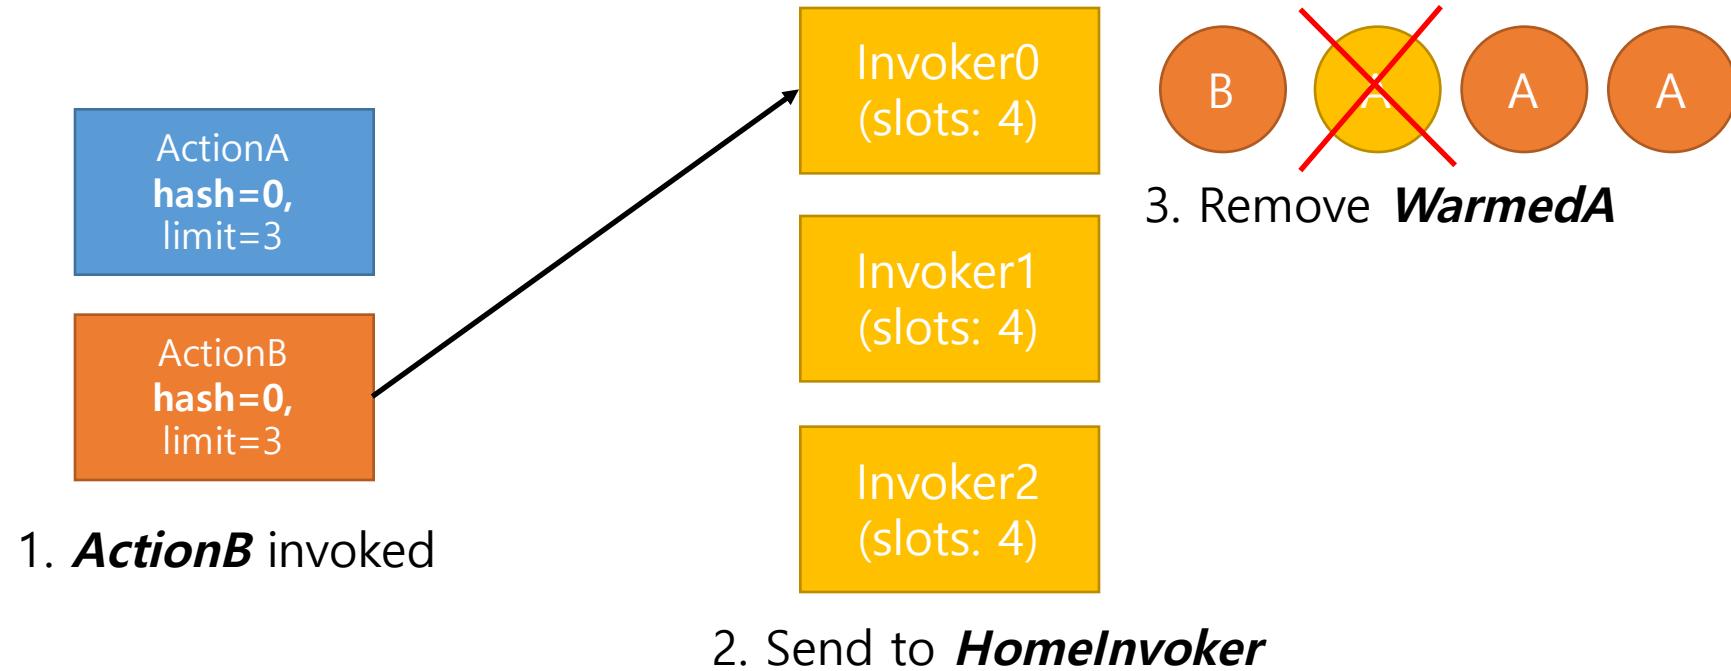 ActionA
hash=0,
limit=3
ActionB
hash=0,
limit=3
1. ActionB invoked
Invoker0
(slots: 4)
Invoker1
(slots: 4)
Invoker2
(slots: 4)
2. Send to HomeInvoker
B A A A
3. Remove WarmedA